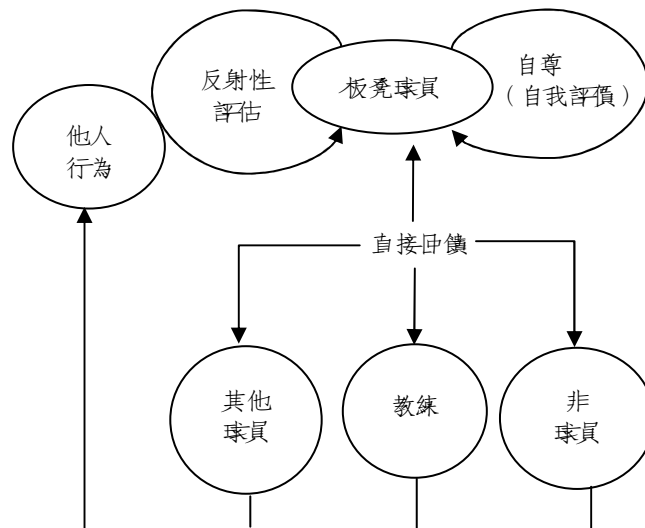 反射性
評估
板凳球員
自尊
（自我評價）
他人
行為
直接回饋
其他
球員
教練
非
球員